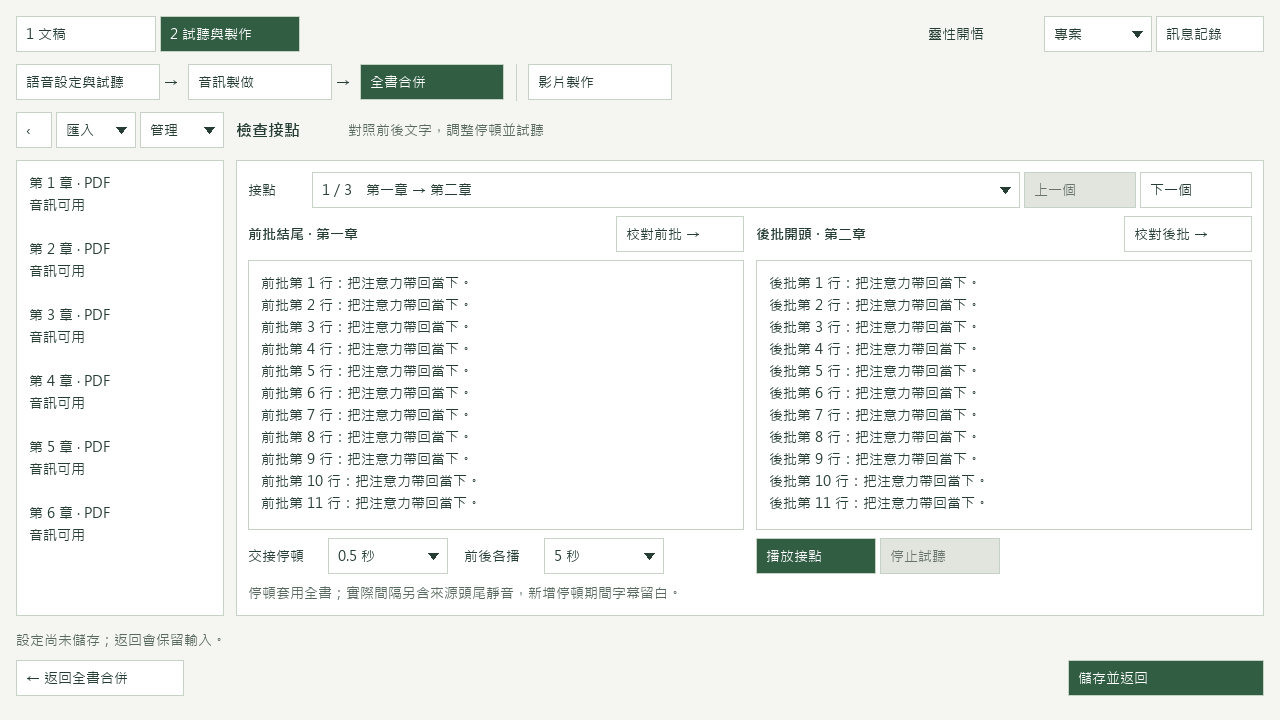 1 文稿
2 試聽與製作
靈性開悟
專案
訊息記錄
語音設定與試聽
→
音訊製做
→
全書合併
影片製作
‹
匯入
管理
檢查接點
對照前後文字，調整停頓並試聽
第 1 章 · PDF
音訊可用
第 2 章 · PDF
音訊可用
第 3 章 · PDF
音訊可用
第 4 章 · PDF
音訊可用
第 5 章 · PDF
音訊可用
第 6 章 · PDF
音訊可用
接點
1 / 3 第一章 → 第二章
上一個
下一個
前批結尾 · 第一章
校對前批 →
前批第 1 行：把注意力帶回當下。
前批第 2 行：把注意力帶回當下。
前批第 3 行：把注意力帶回當下。
前批第 4 行：把注意力帶回當下。
前批第 5 行：把注意力帶回當下。
前批第 6 行：把注意力帶回當下。
前批第 7 行：把注意力帶回當下。
前批第 8 行：把注意力帶回當下。
前批第 9 行：把注意力帶回當下。
前批第 10 行：把注意力帶回當下。
前批第 11 行：把注意力帶回當下。
後批開頭 · 第二章
校對後批 →
後批第 1 行：把注意力帶回當下。
後批第 2 行：把注意力帶回當下。
後批第 3 行：把注意力帶回當下。
後批第 4 行：把注意力帶回當下。
後批第 5 行：把注意力帶回當下。
後批第 6 行：把注意力帶回當下。
後批第 7 行：把注意力帶回當下。
後批第 8 行：把注意力帶回當下。
後批第 9 行：把注意力帶回當下。
後批第 10 行：把注意力帶回當下。
後批第 11 行：把注意力帶回當下。
交接停頓
0.5 秒
前後各播
5 秒
播放接點
停止試聽
停頓套用全書；實際間隔另含來源頭尾靜音，新增停頓期間字幕留白。
設定尚未儲存；返回會保留輸入。
← 返回全書合併
儲存並返回